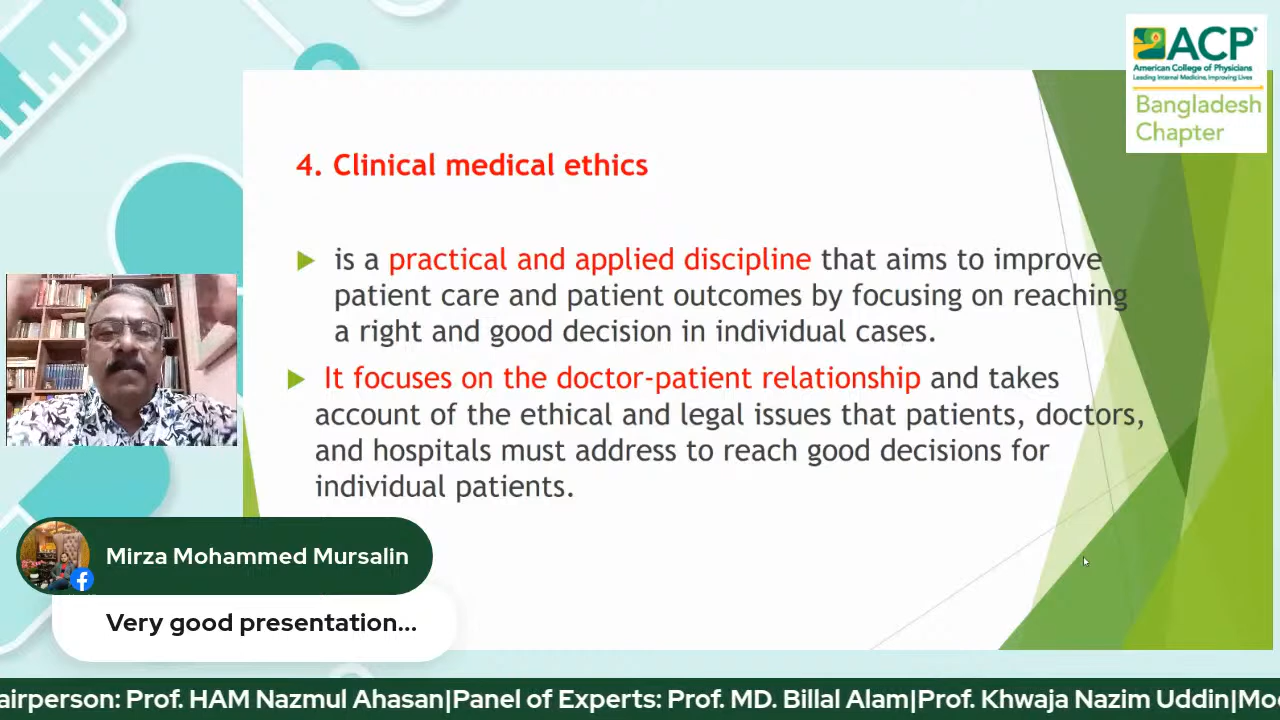 ACP®
American College of Physicians
Leading Internal Medicine, Improving Lives
Bangladesh
Chapter
4. Clinical medical ethics
is a practical and applied discipline that aims to improve
patient care and patient outcomes by focusing on reaching
a right and good decision in individual cases.
It focuses on the doctor-patient relationship and takes
account of the ethical and legal issues that patients, doctors,
and hospitals must address to reach good decisions for
individual patients.
Mirza Mohammed Mursalin
Very good presentation...
airperson: Prof. HAM Nazmul Ahasan|Panel of Experts: Prof. MD. Billal Alam|Prof. Khwaja Nazim Uddin|Mo